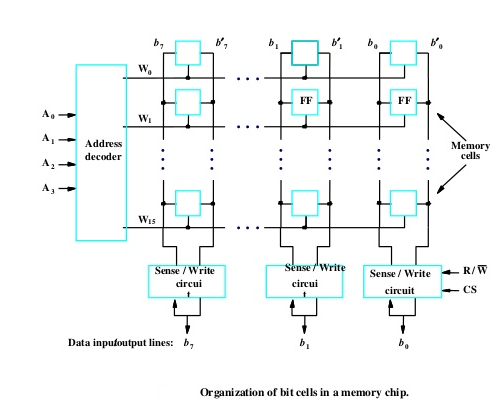 b7 b′7 b1 b′1 b0 b′0
W0
FF FF
A0
W1
A1
Address
decoder
Memory
cells
A2
A3
W15
Sense / Write
circui
t
Sense / Write
circui
t
Sense / Write
circuit
R / W̅
CS
Data input/output lines: b7 b1 b0
Organization of bit cells in a memory chip.